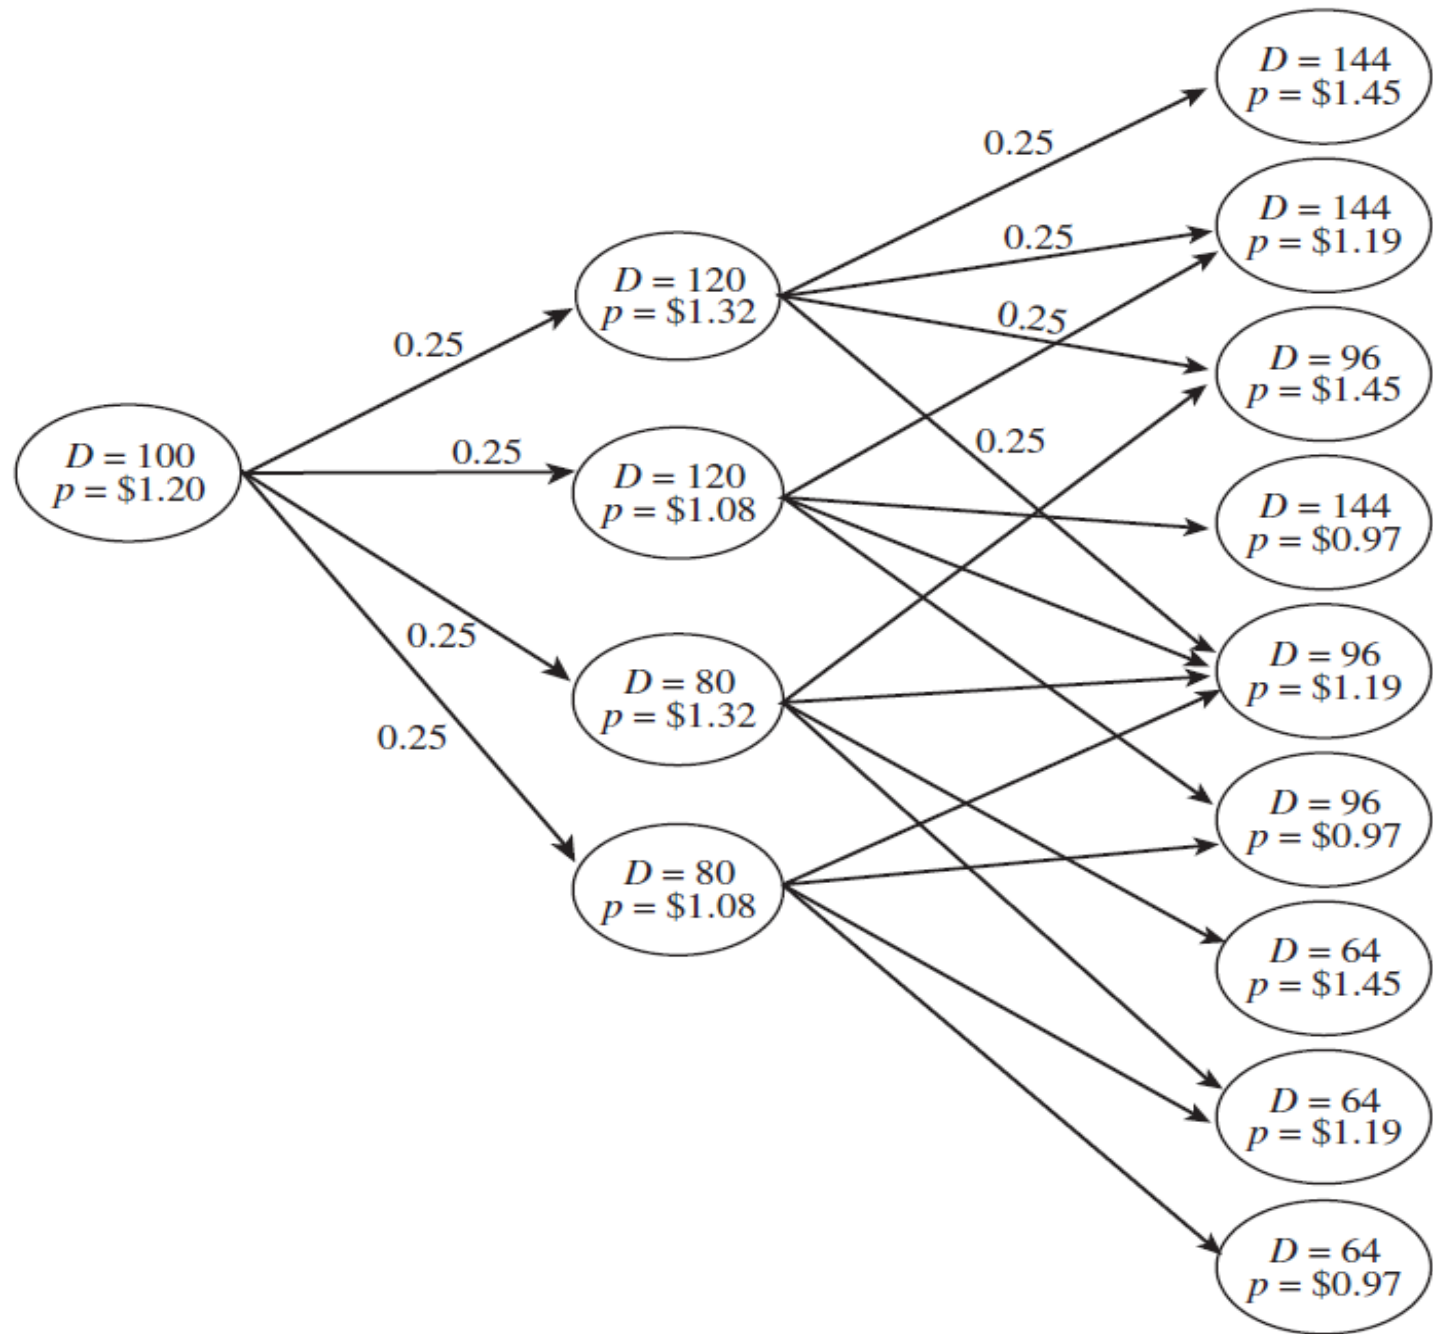 D = 100
p = $1.20
0.25
0.25
0.25
0.25
D = 120
p = $1.32
D = 120
p = $1.08
D = 80
p = $1.32
D = 80
p = $1.08
0.25
0.25
0.25
0.25
D = 144
p = $1.45
D = 144
p = $1.19
D = 96
p = $1.45
D = 144
p = $0.97
D = 96
p = $1.19
D = 96
p = $0.97
D = 64
p = $1.45
D = 64
p = $1.19
D = 64
p = $0.97